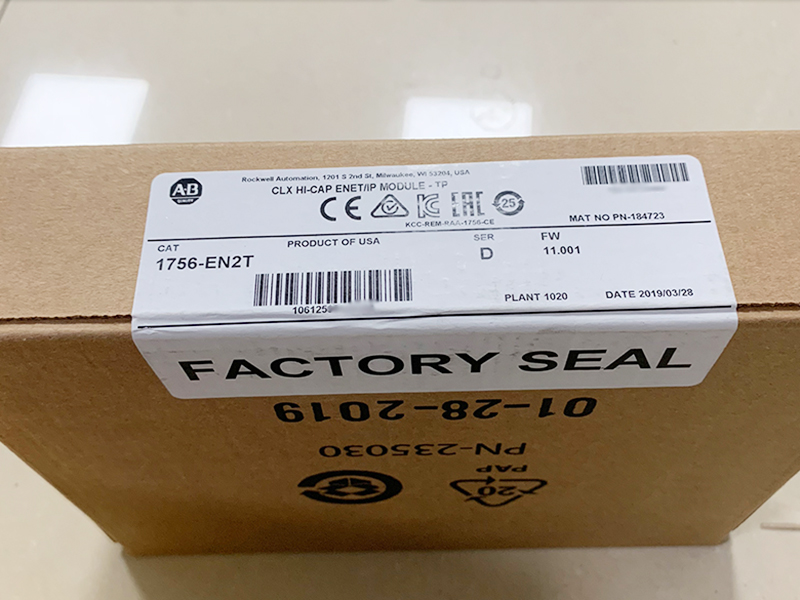 A-B
QUALITY
Rockwell Automation, 1201 S 2nd St, Milwaukee, WI 53204, USA
CLX HI-CAP ENET/IP MODULE - TP
CE KC EAC 25
KCC-REM-RAA-1756-CE
MAT NO PN-184723
CAT
PRODUCT OF USA
SER
FW
1756-EN2T
D
11.001
106125
PLANT 1020
DATE 2019/03/28
FACTORY SEAL
01-28-2019
PN-235030
PAP
20